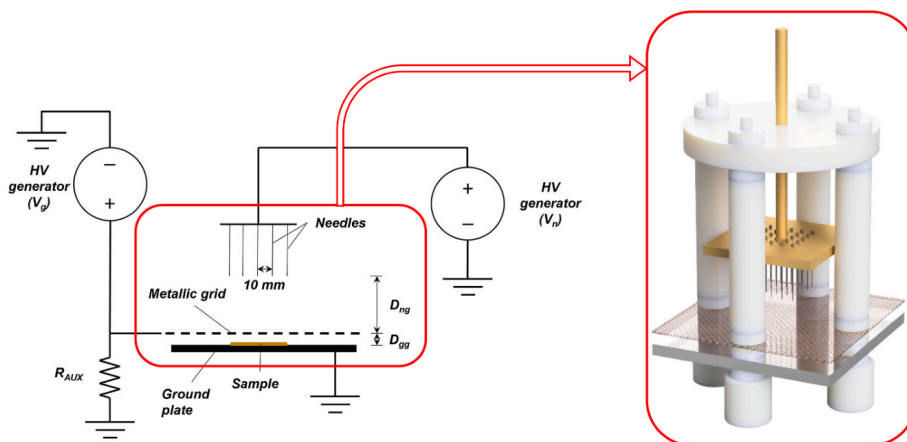 HV
generator
(Vg)
−
+
RAUX
Needles
10 mm
Metallic grid
Dng
Dgg
Sample
Ground
plate
+
−
HV
generator
(Vn)